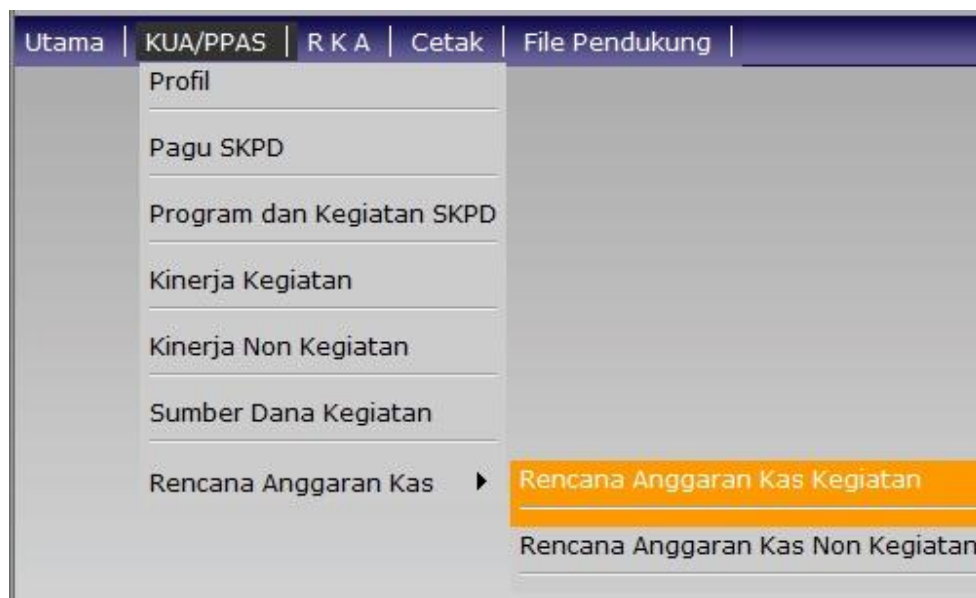 Utama | KUA/PPAS | R K A | Cetak | File Pendukung |
Profil
Pagu SKPD
Program dan Kegiatan SKPD
Kinerja Kegiatan
Kinerja Non Kegiatan
Sumber Dana Kegiatan
Rencana Anggaran Kas
Rencana Anggaran Kas Kegiatan
Rencana Anggaran Kas Non Kegiatan